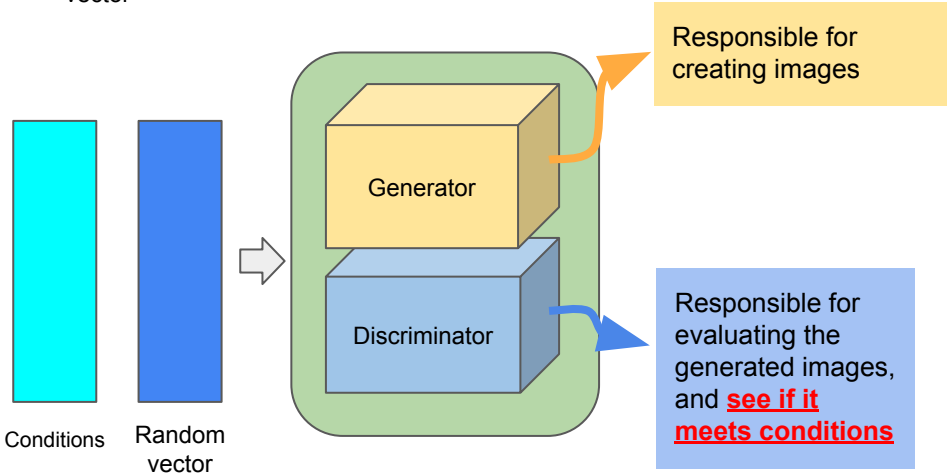 vector
Responsible for
creating images
Generator
Discriminator
Responsible for
evaluating the
generated images,
and see if it
meets conditions
Conditions
Random
vector